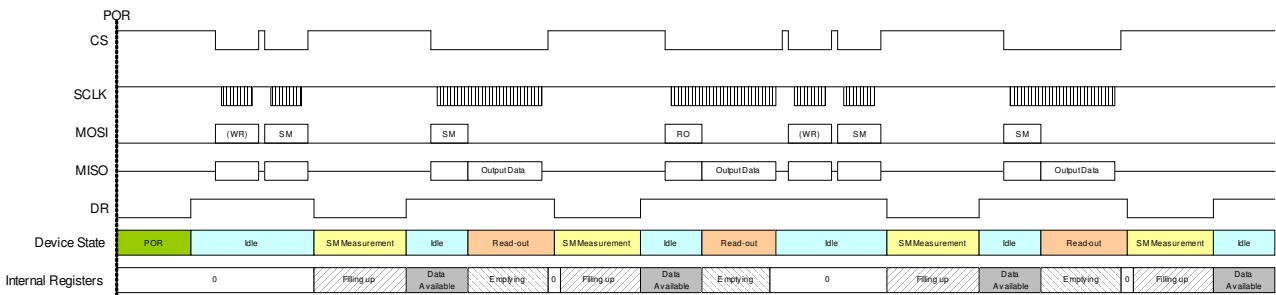 POR
CS
SCLK
MOSI (WR) SM SM RO (WR) SM SM
MISO Output Data Output Data Output Data
DR
Device State POR Idle SM Measurement Idle Read-out SM Measurement Idle Read-out Idle SM Measurement Idle Read-out SM Measurement Idle
Internal Registers 0 Filling up Data Available Emptying 0 Filling up Data Available Emptying 0 Filling up Data Available Emptying 0 Filling up Data Available